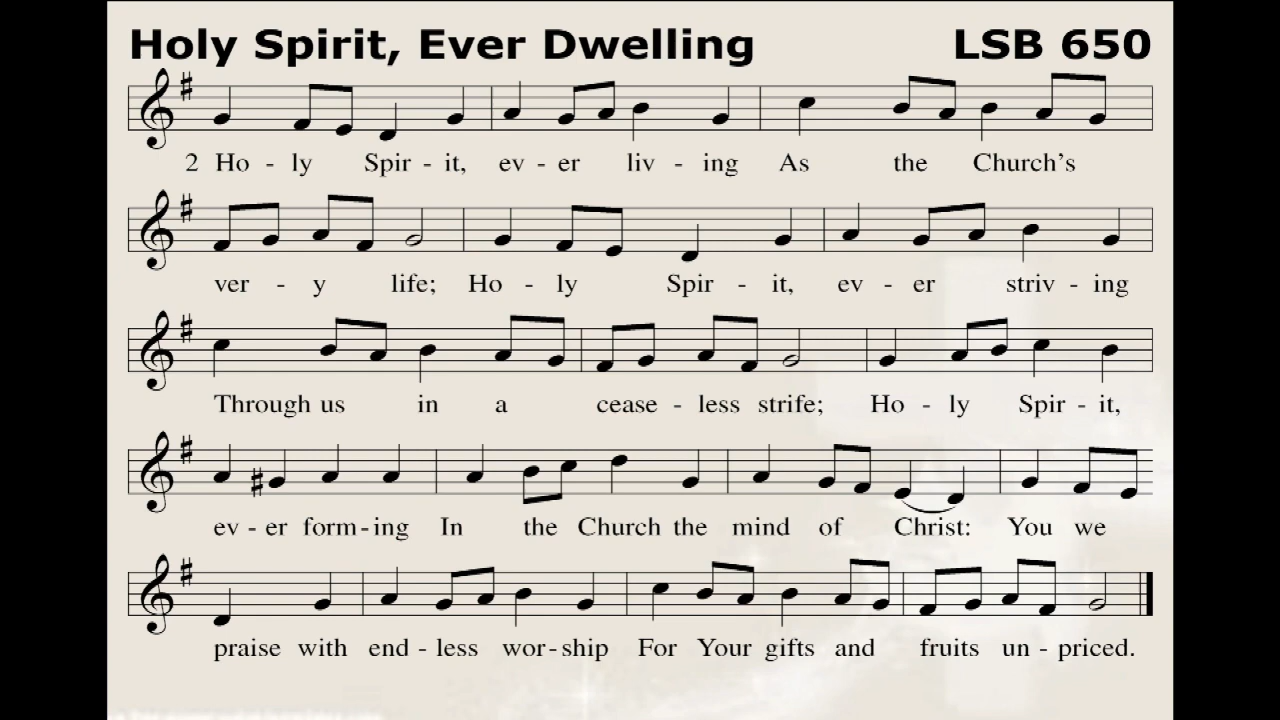 Holy Spirit, Ever Dwelling LSB 650
2 Ho - ly Spir - it, ev - er liv - ing As the Church's
ver - y life; Ho - ly Spir - it, ev - er striv - ing
Through us in a cease - less strife; Ho - ly Spir - it,
ev - er form - ing In the Church the mind of Christ: You we
praise with end - less wor - ship For Your gifts and fruits un - priced.